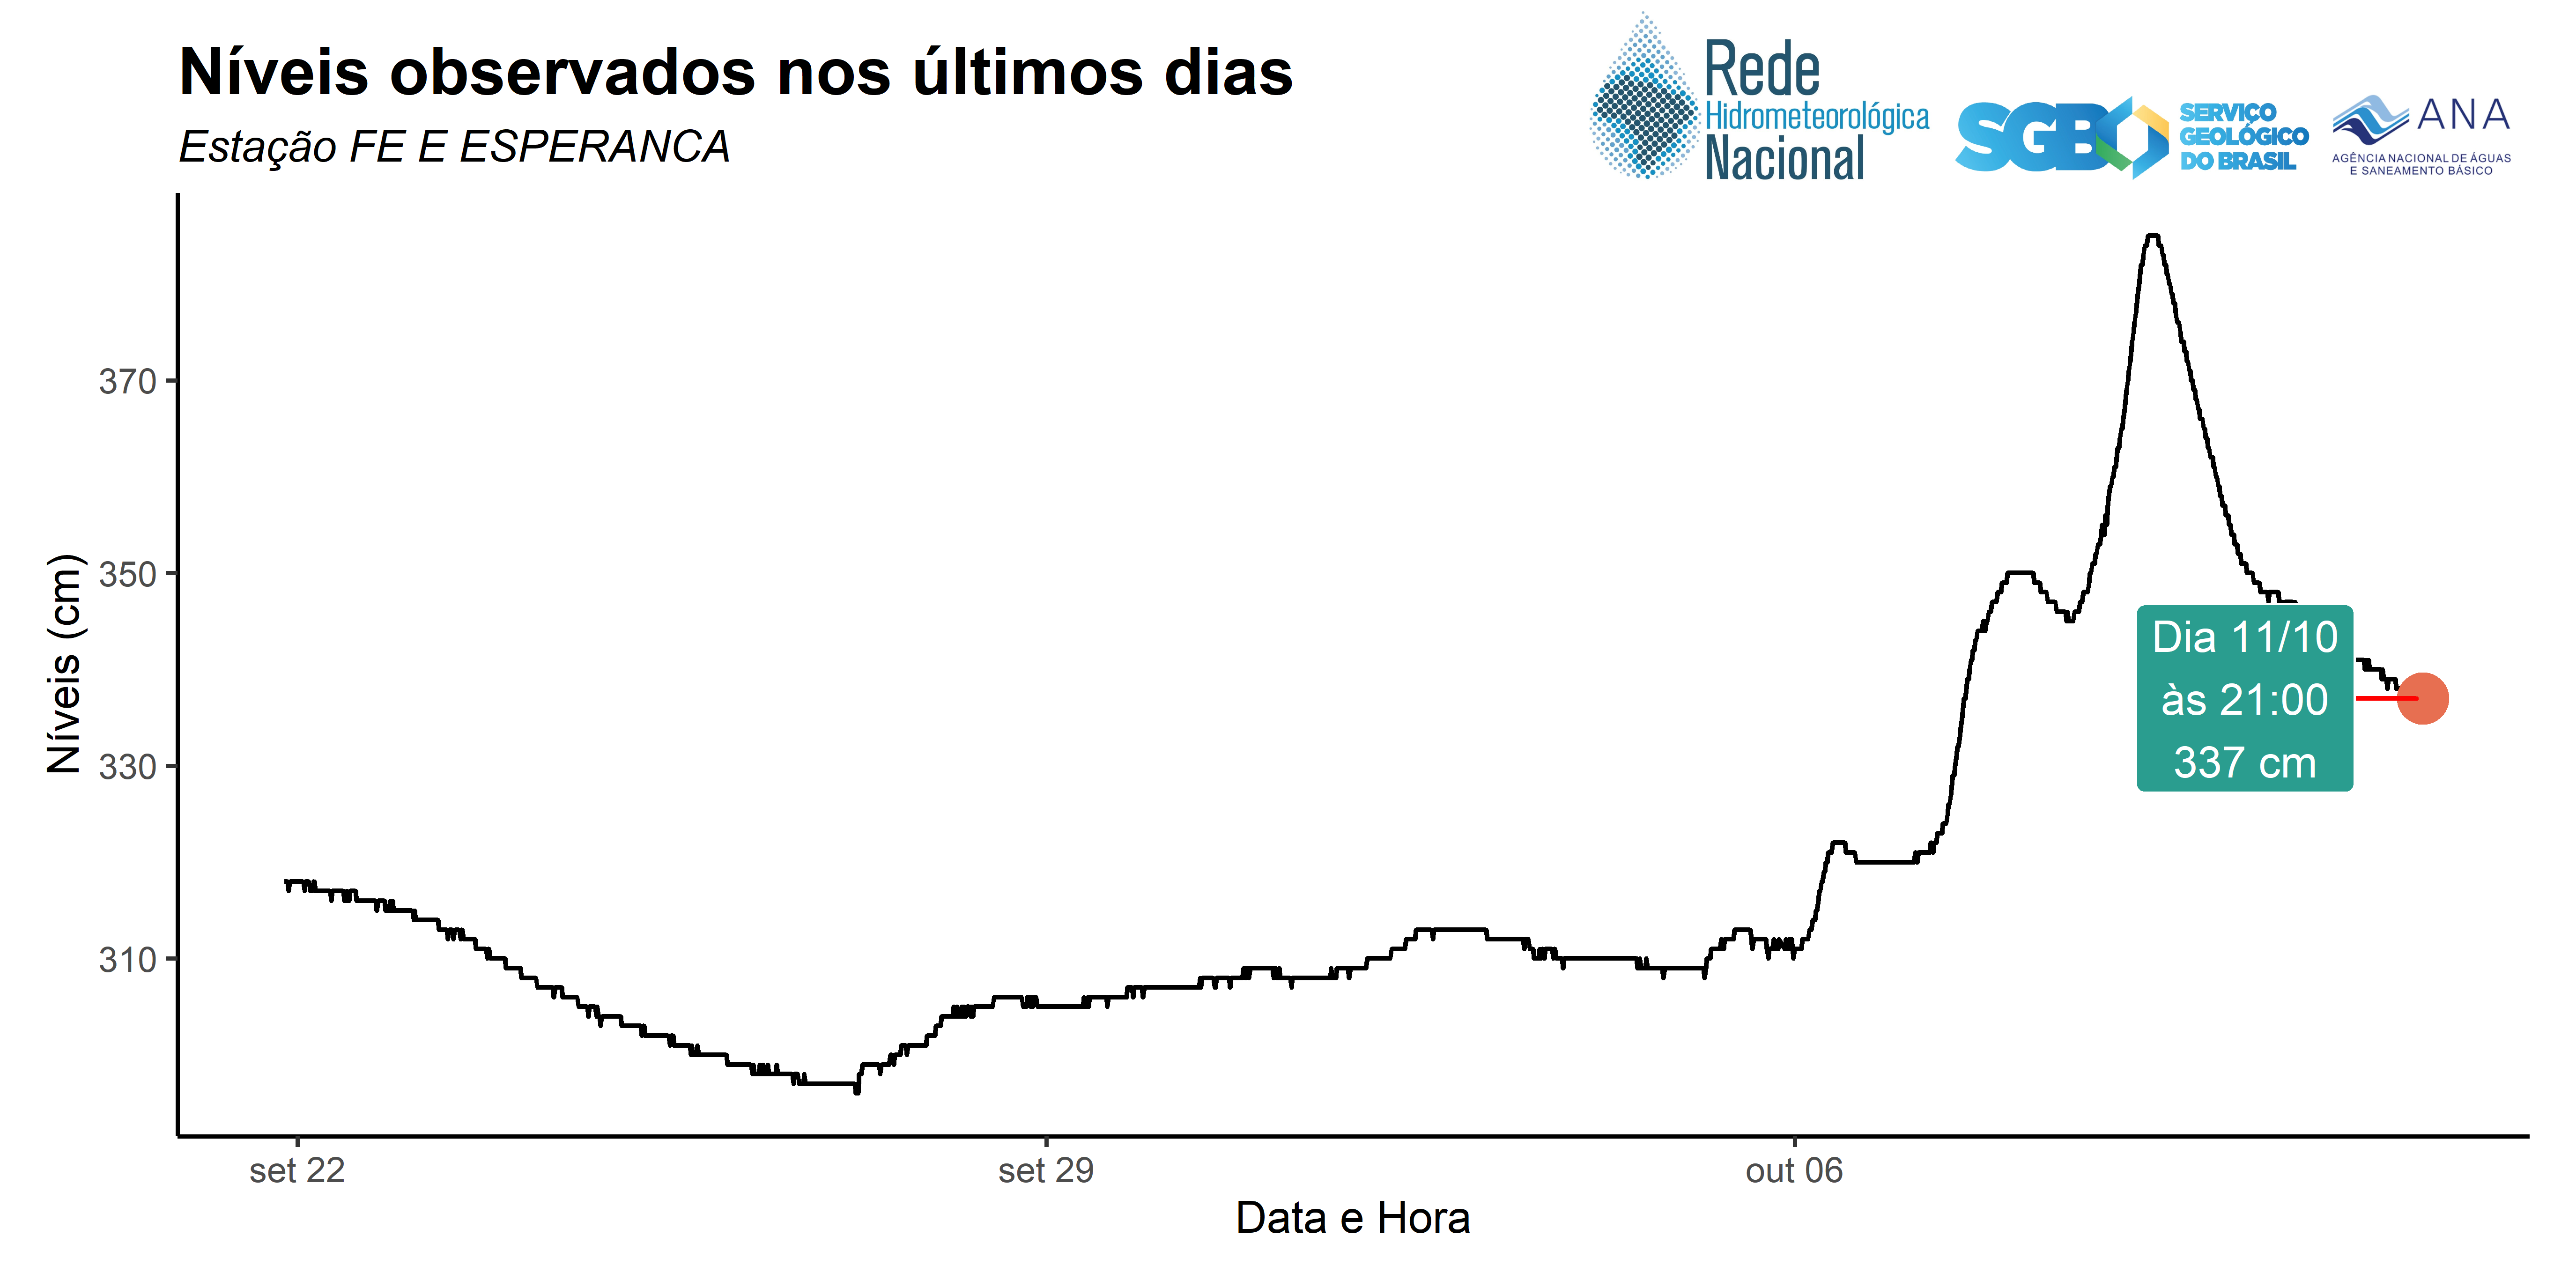 Níveis observados nos últimos dias
Estação FE E ESPERANCA
Rede
Hidrometeorológica
Nacional
SGB
SERVIÇO
GEOLÓGICO
DO BRASIL
ANA
AGÊNCIA NACIONAL DE ÁGUAS
E SANEAMENTO BÁSICO
Níveis (cm)
370
350
330
310
Dia 11/10
às 21:00
337 cm
set 22
set 29
out 06
Data e Hora